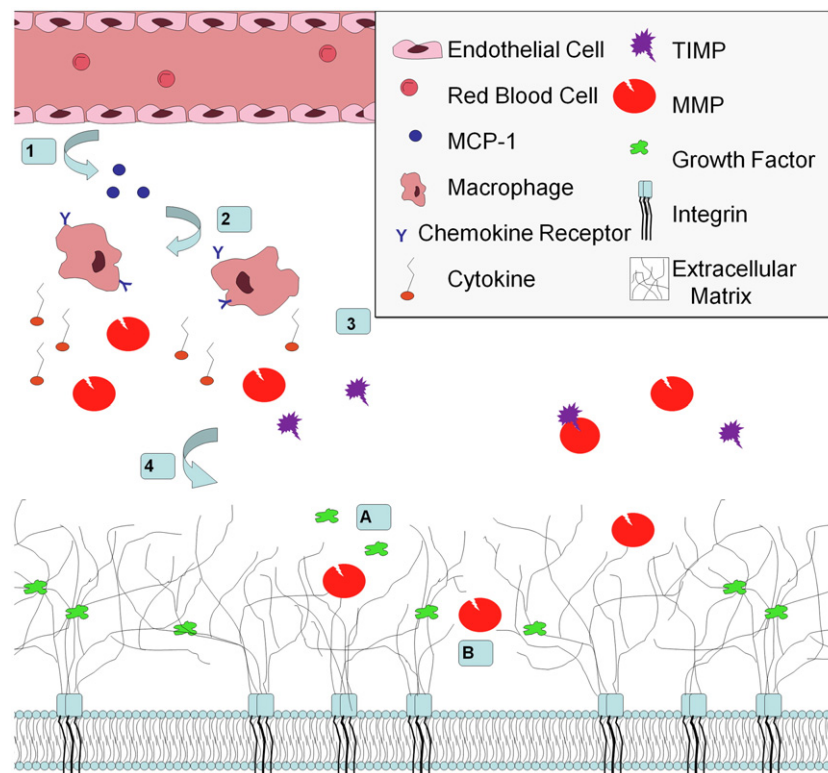 Endothelial Cell
Red Blood Cell
MCP-1
Macrophage
Chemokine Receptor
Cytokine
TIMP
MMP
Growth Factor
Integrin
Extracellular
Matrix
1
2
3
4
A
B